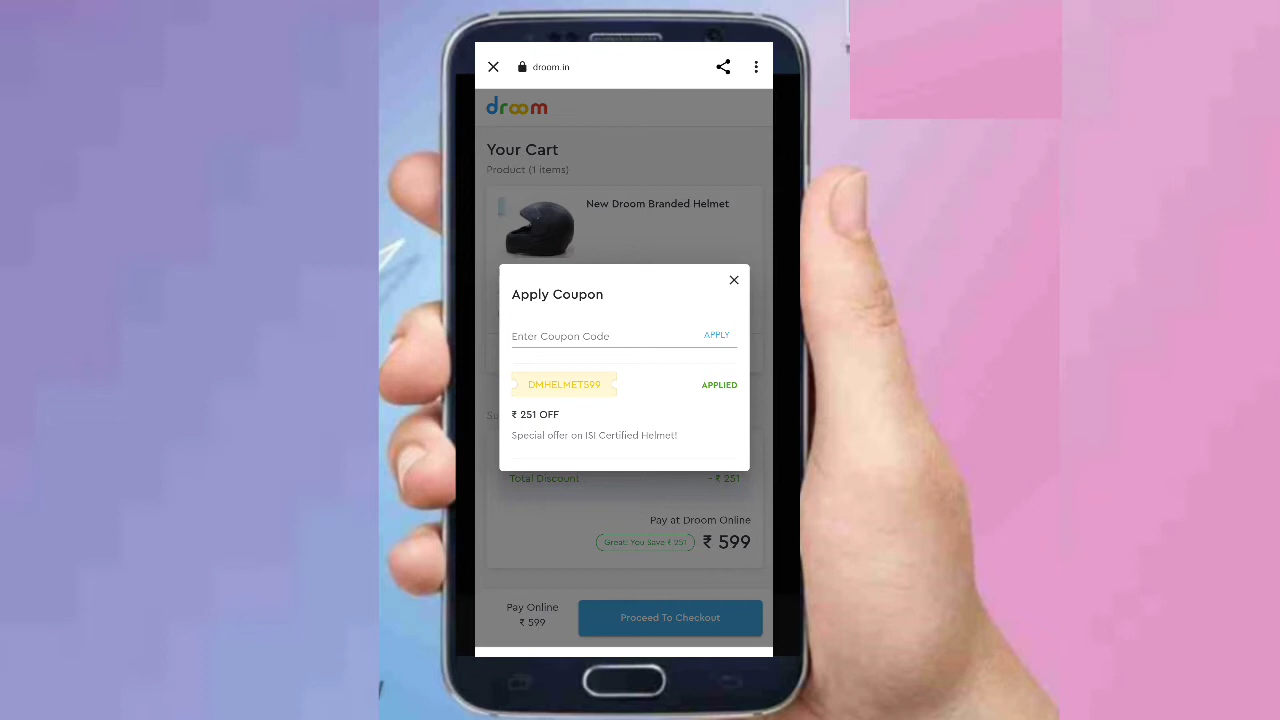 droom.in
droom
Your Cart
Product (1 items)
New Droom Branded Helmet
Apply Coupon
Enter Coupon Code
APPLY
DMHELMET599
APPLIED
₹ 251 OFF
Special offer on ISI Certified Helmet!
Su
Total Discount
- ₹ 251
Pay at Droom Online
Great! You Save ₹ 251
₹ 599
Pay Online
₹ 599
Proceed To Checkout